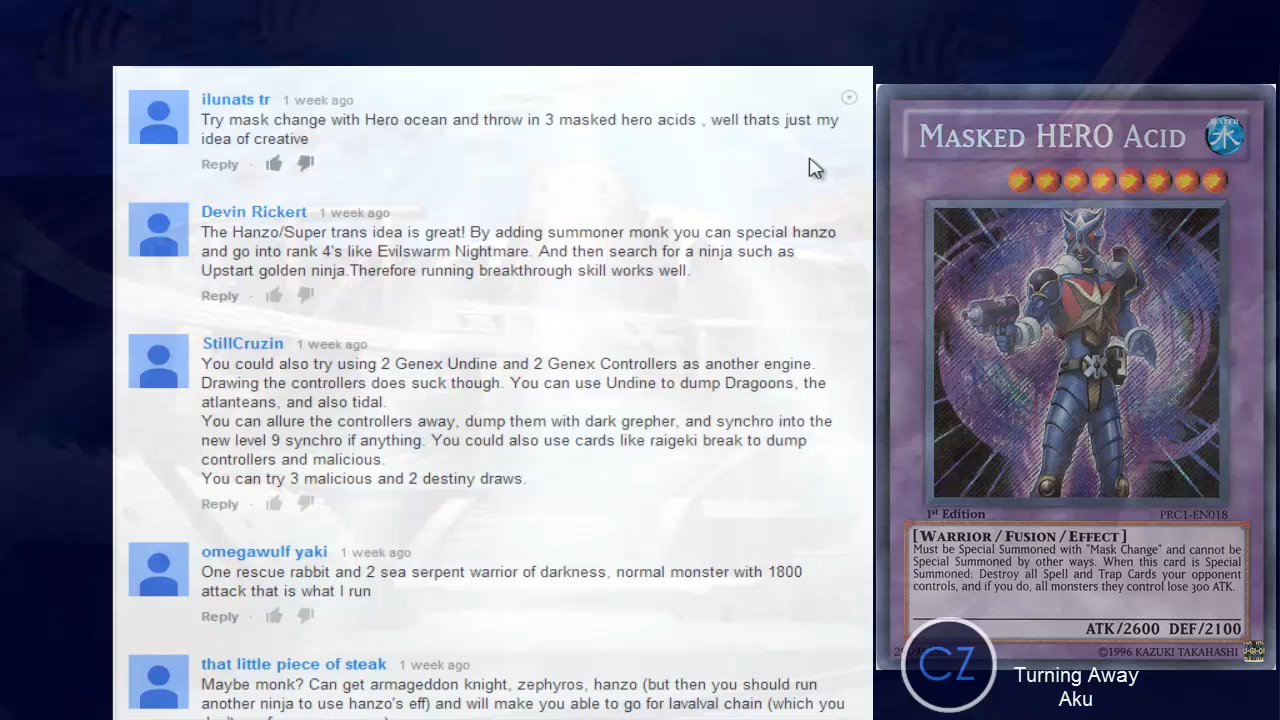 ilunats tr 1 week ago
Try mask change with Hero ocean and throw in 3 masked hero acids , well thats just my
idea of creative
Reply ·
Devin Rickert 1 week ago
The Hanzo/Super trans idea is great! By adding summoner monk you can special hanzo
and go into rank 4's like Evilswarm Nightmare. And then search for a ninja such as
Upstart golden ninja.Therefore running breakthrough skill works well.
Reply ·
StillCruzin 1 week ago
You could also try using 2 Genex Undine and 2 Genex Controllers as another engine.
Drawing the controllers does suck though. You can use Undine to dump Dragoons, the
atlanteans, and also tidal.
You can allure the controllers away, dump them with dark grepher, and synchro into the
new level 9 synchro if anything. You could also use cards like raigeki break to dump
controllers and malicious.
You can try 3 malicious and 2 destiny draws.
Reply ·
omegawulf yaki 1 week ago
One rescue rabbit and 2 sea serpent warrior of darkness, normal monster with 1800
attack that is what I run
Reply ·
that little piece of steak 1 week ago
Maybe monk? Can get armageddon knight, zephyros, hanzo (but then you should run
another ninja to use hanzo's eff) and will make you able to go for lavalval chain (which you
Masked HERO Acid
WATER
水
1st Edition PRC1-EN018
[Warrior / Fusion / Effect]
Must be Special Summoned with "Mask Change" and cannot be
Special Summoned by other ways. When this card is Special
Summoned: Destroy all Spell and Trap Cards your opponent
controls, and if you do, all monsters they control lose 300 ATK.
ATK/2600 DEF/2100
©1996 KAZUKI TAKAHASHI
CZ
Turning Away
Aku